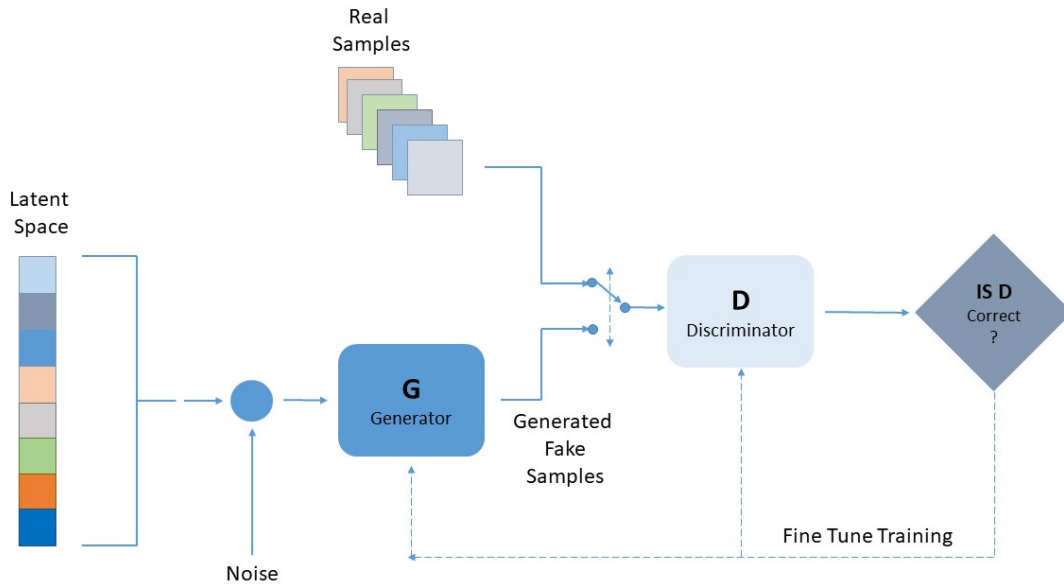 Real
Samples
Latent
Space
D
Discriminator
IS D
Correct
?
G
Generator
Generated
Fake
Samples
Fine Tune Training
Noise